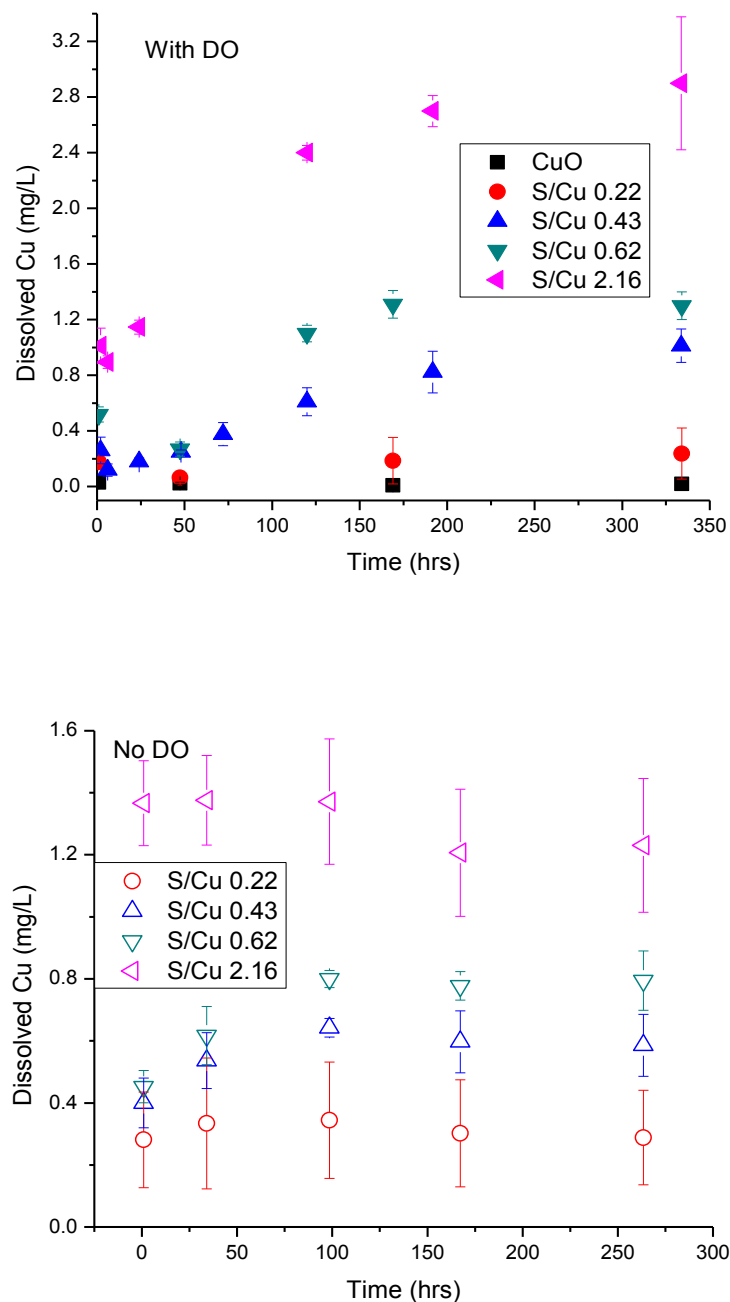 With DO
3.2
2.8
2.4
2.0
1.6
1.2
0.8
0.4
0.0
Dissolved Cu (mg/L)
CuO
S/Cu 0.22
S/Cu 0.43
S/Cu 0.62
S/Cu 2.16
0 50 100 150 200 250 300 350
Time (hrs)
No DO
1.6
1.2
0.8
0.4
0.0
Dissolved Cu (mg/L)
S/Cu 0.22
S/Cu 0.43
S/Cu 0.62
S/Cu 2.16
0 50 100 150 200 250 300
Time (hrs)